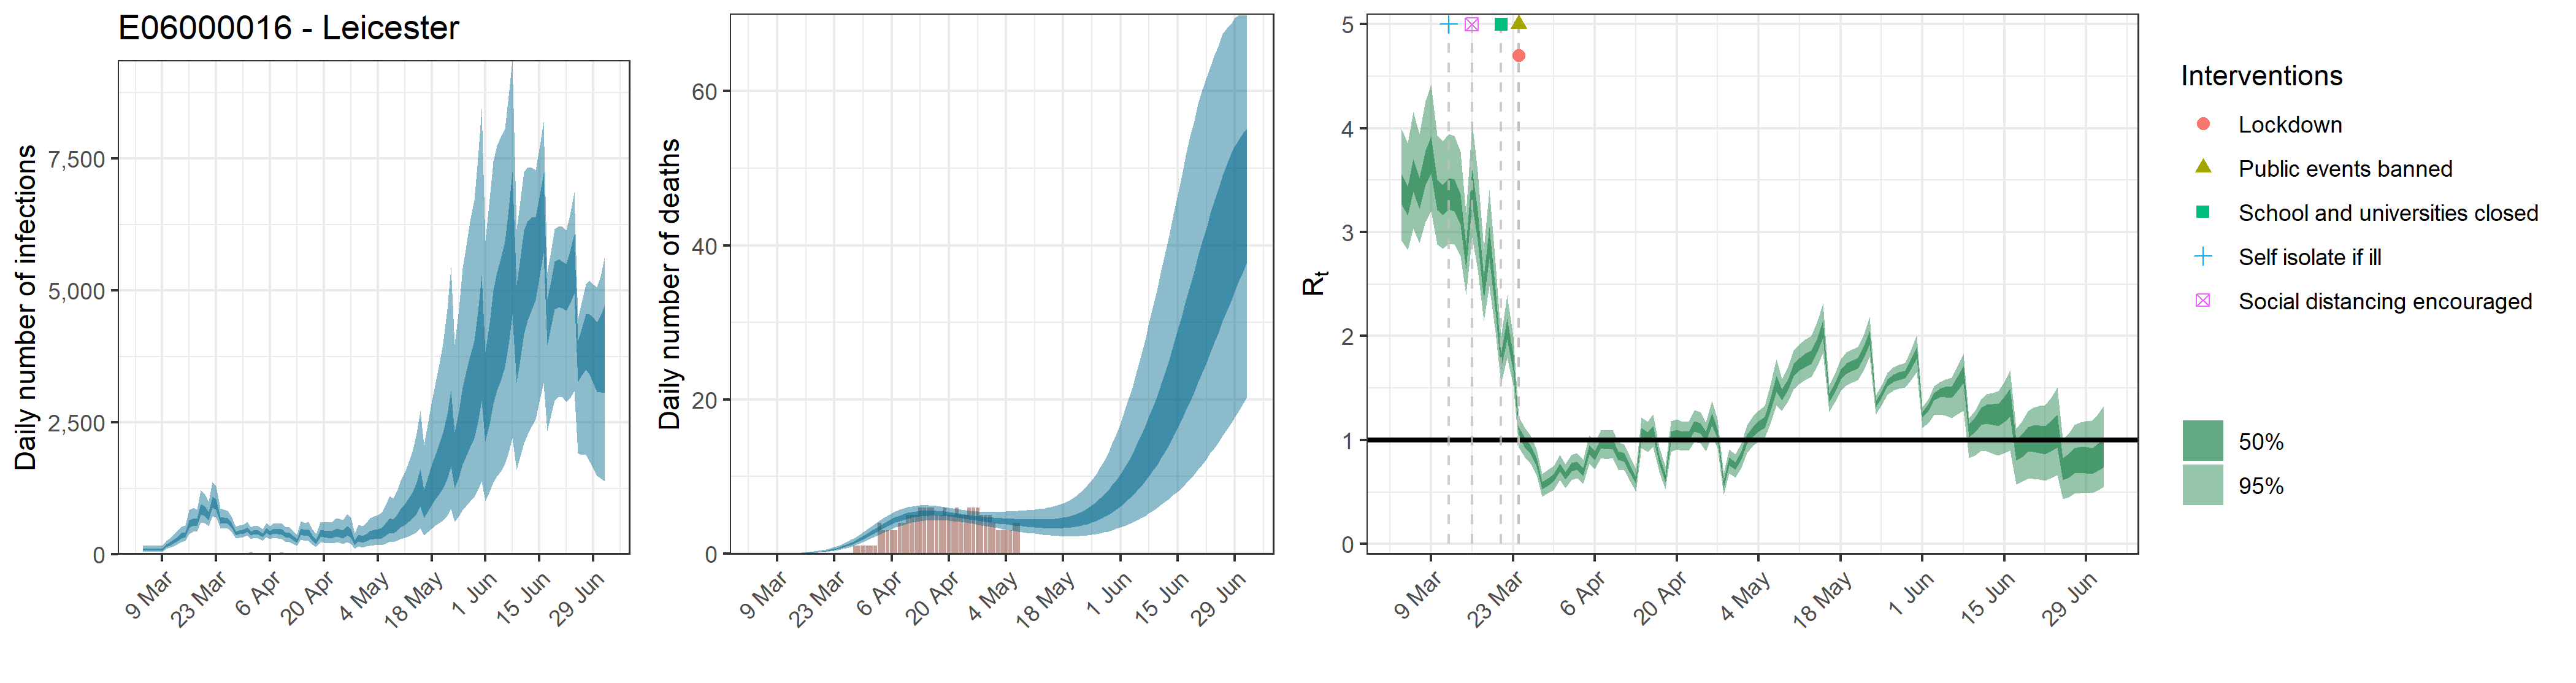 E06000016 - Leicester
Daily number of infections
7,500
5,000
2,500
0
9 Mar
23 Mar
6 Apr
20 Apr
4 May
18 May
1 Jun
15 Jun
29 Jun
Daily number of deaths
60
40
20
0
9 Mar
23 Mar
6 Apr
20 Apr
4 May
18 May
1 Jun
15 Jun
29 Jun
Rt
5
4
3
2
1
0
9 Mar
23 Mar
6 Apr
20 Apr
4 May
18 May
1 Jun
15 Jun
29 Jun
Interventions
Lockdown
Public events banned
School and universities closed
Self isolate if ill
Social distancing encouraged
50%
95%